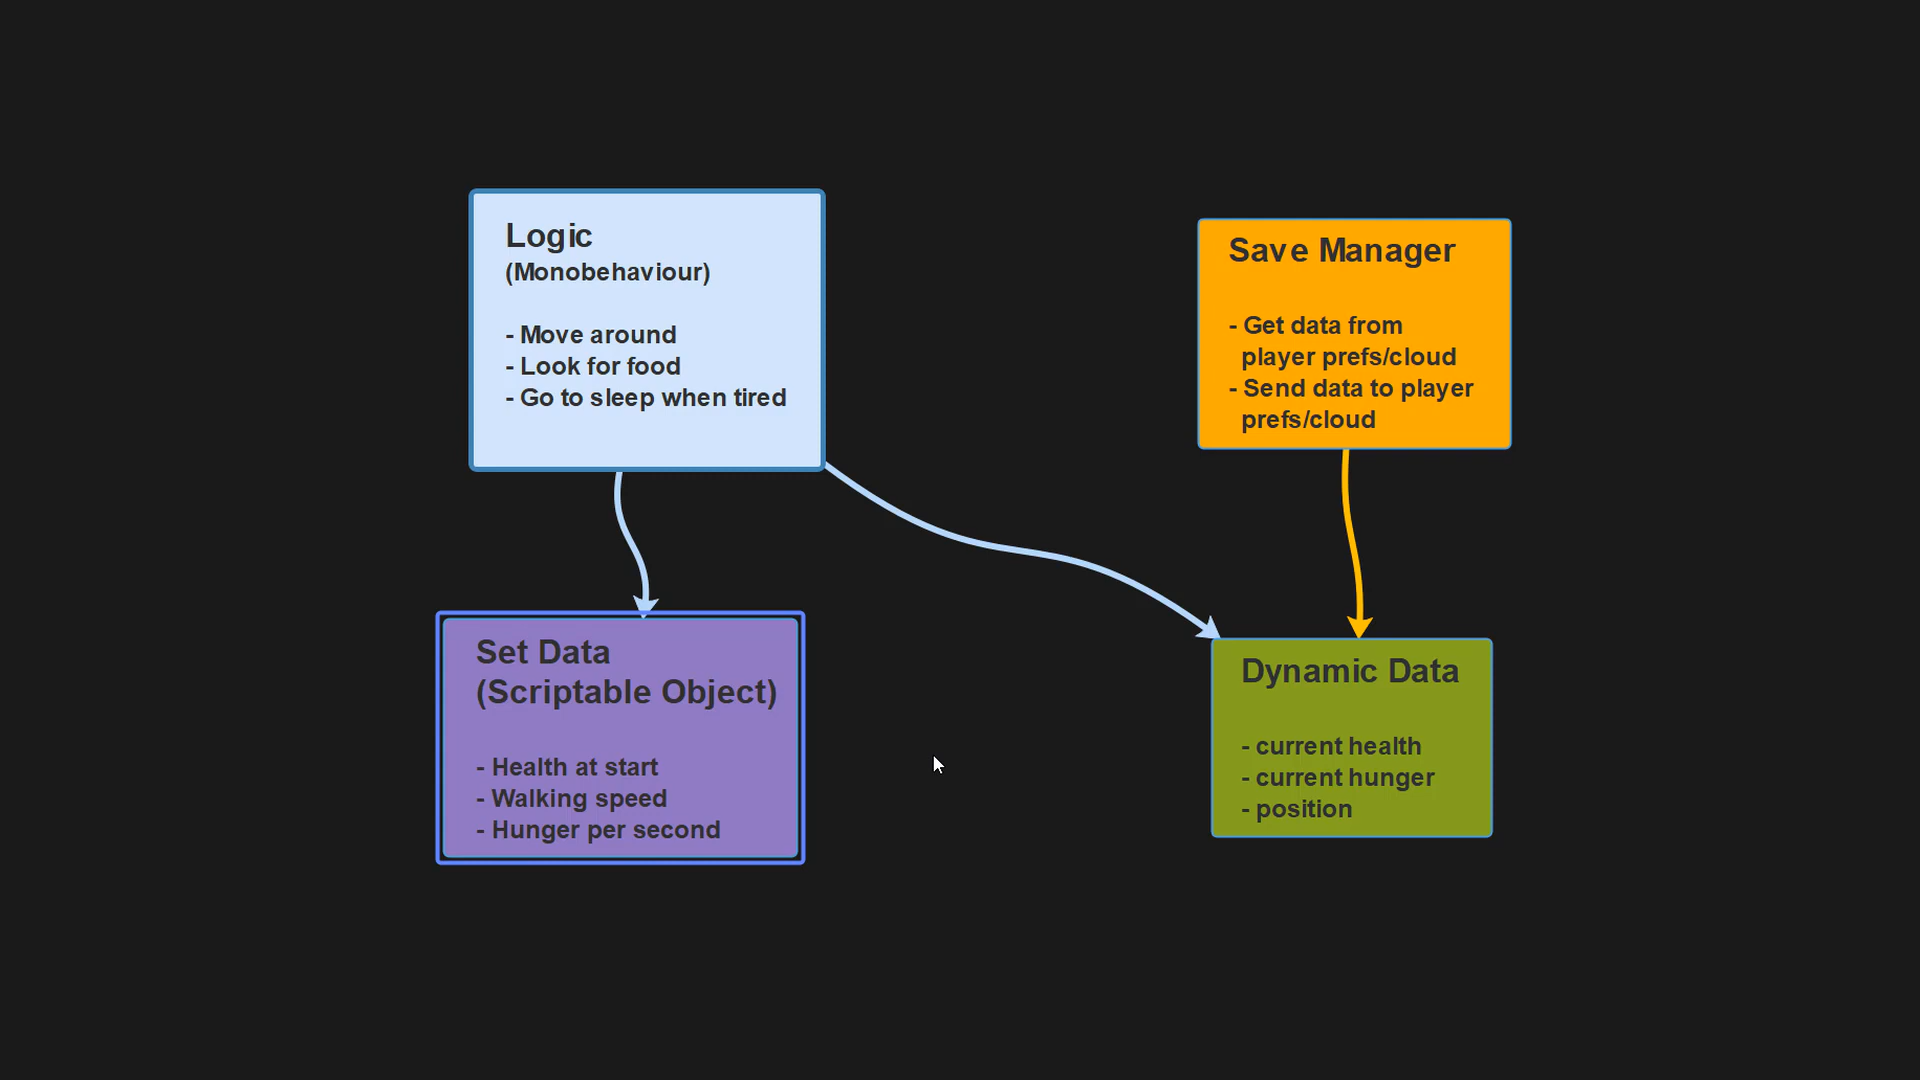 Logic
(Monobehaviour)
- Move around
- Look for food
- Go to sleep when tired
Save Manager
- Get data from
player prefs/cloud
- Send data to player
prefs/cloud
Set Data
(Scriptable Object)
- Health at start
- Walking speed
- Hunger per second
Dynamic Data
- current health
- current hunger
- position